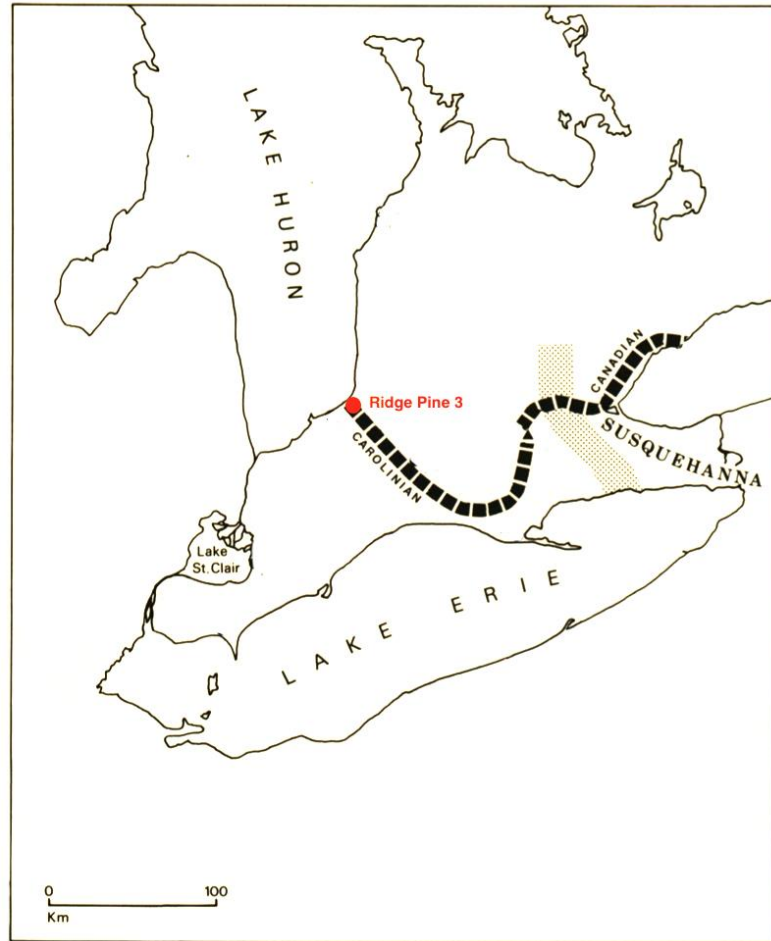 LAKE HURON
CANADIAN
Ridge Pine 3
SUSQUEHANNA
CAROLINIAN
Lake
St. Clair
LAKE ERIE
0 100
Km